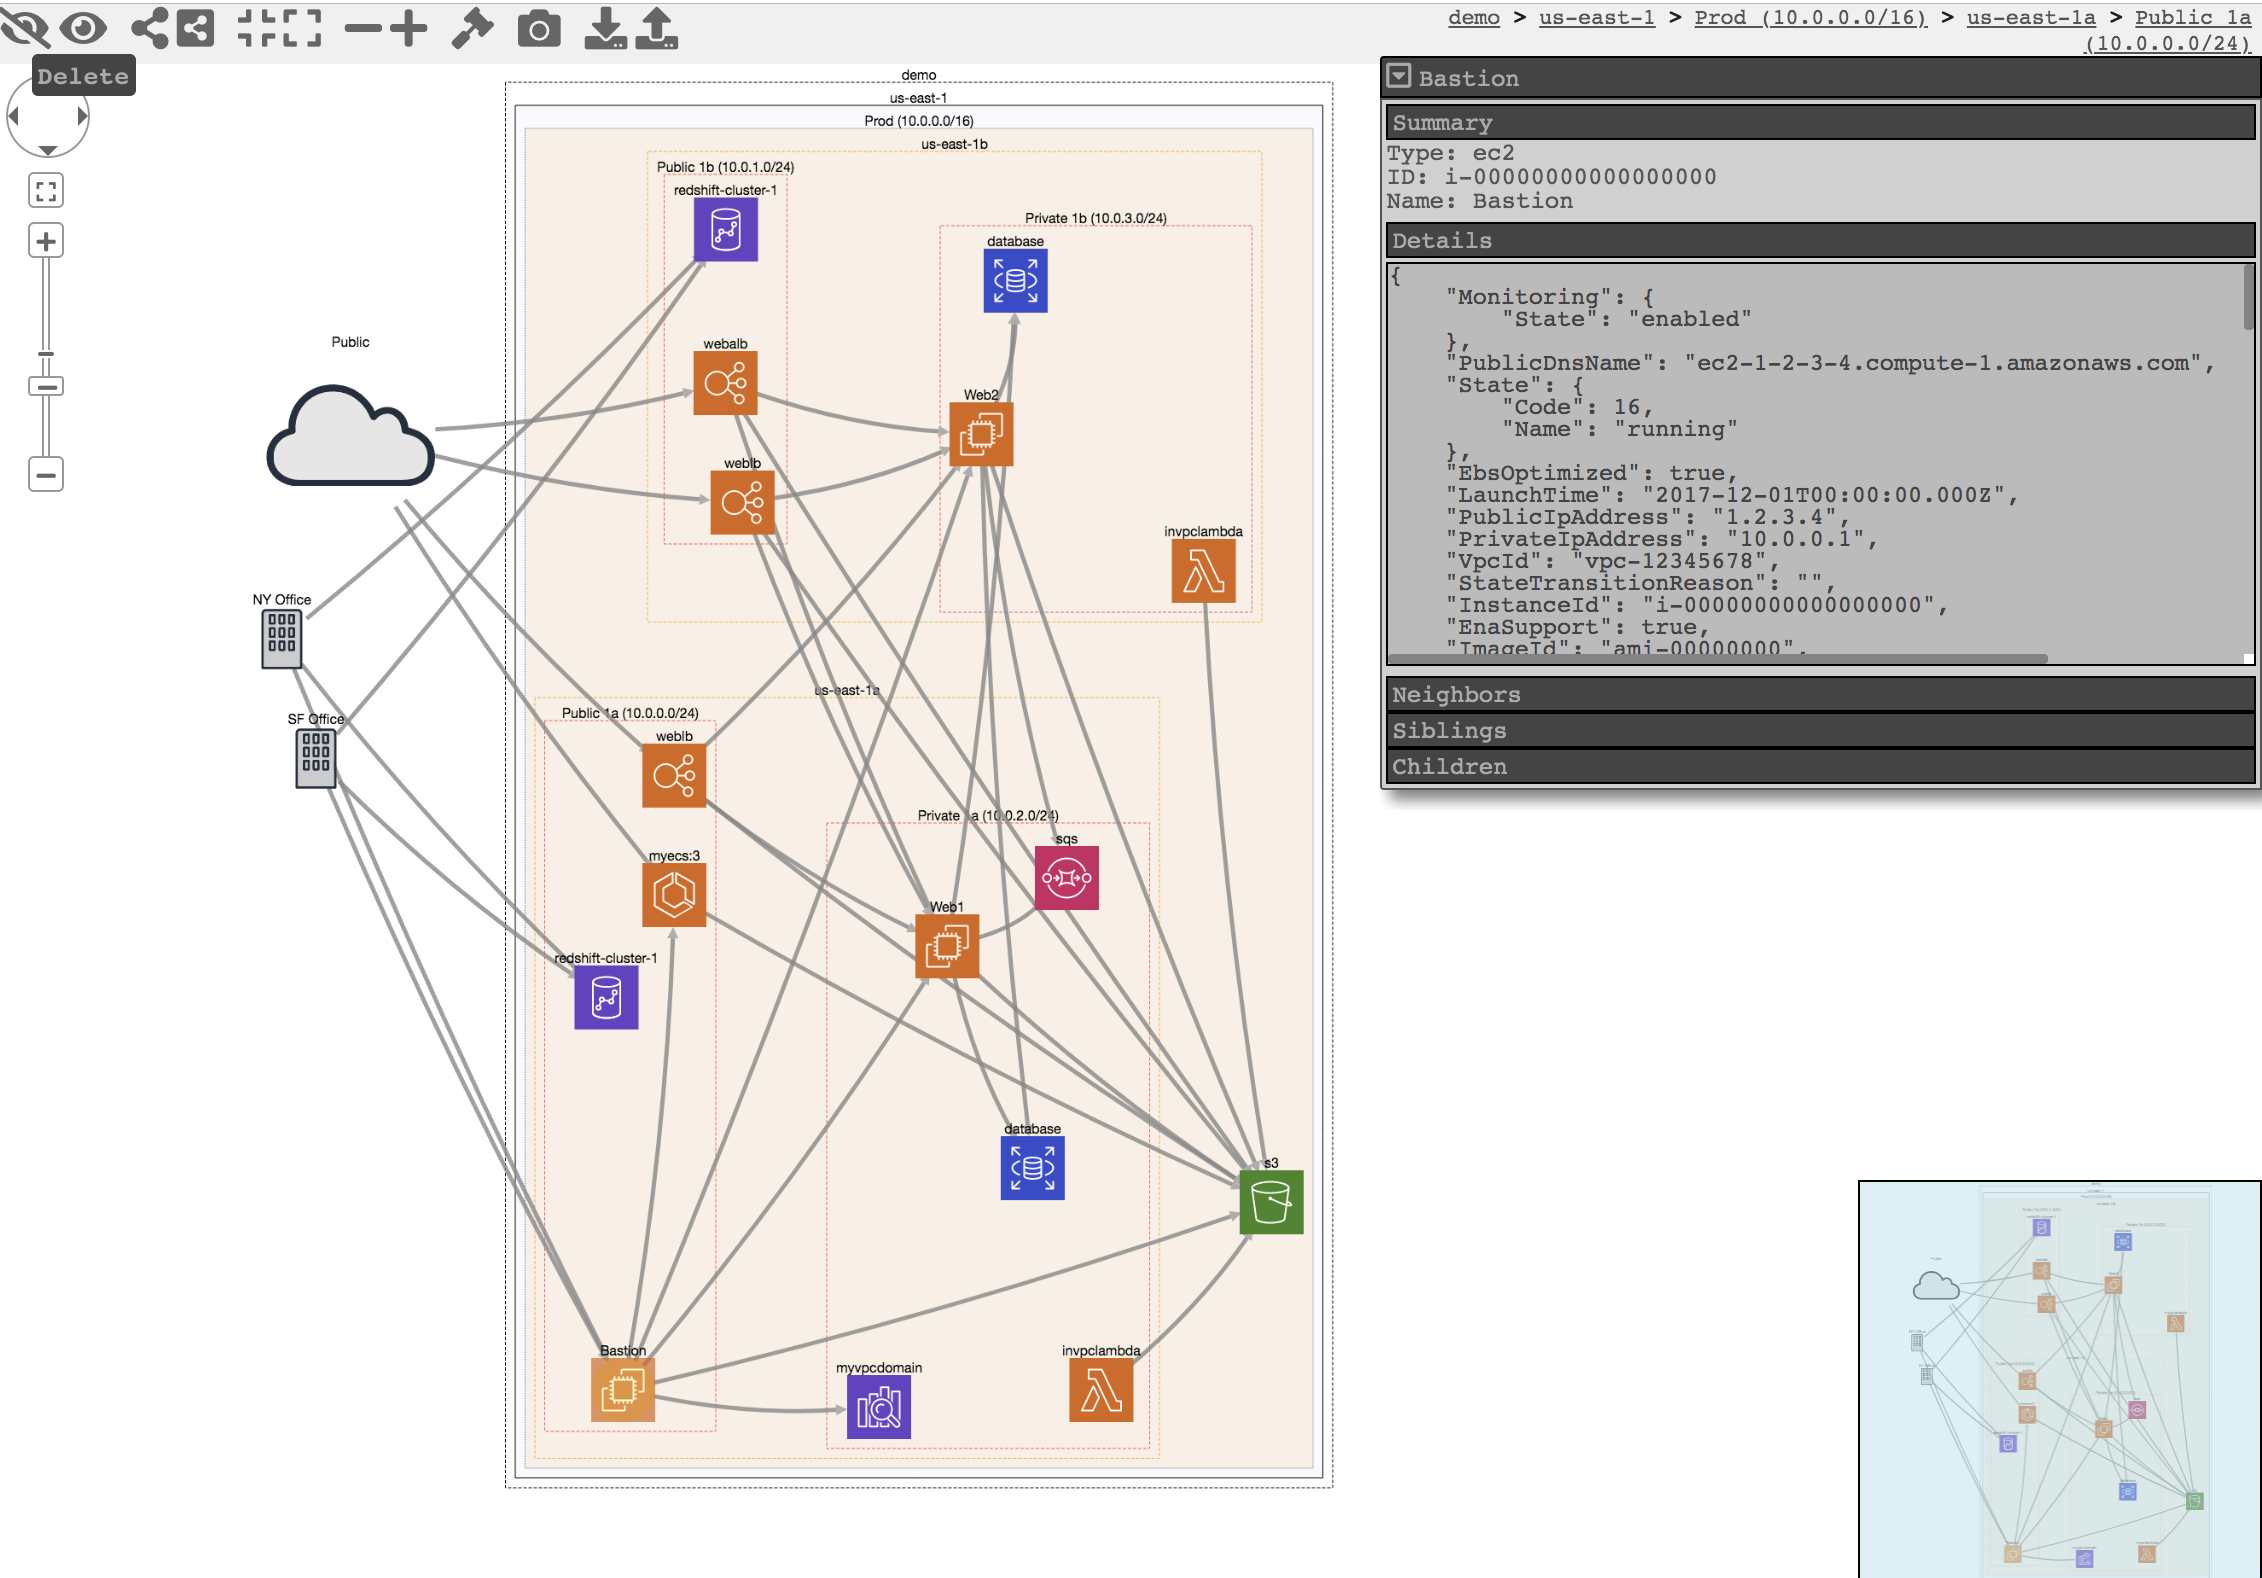 demo > us-east-1 > Prod (10.0.0.0/16) > us-east-1a > Public 1a
(10.0.0.0/24)
Delete
demo
us-east-1
Prod (10.0.0.0/16)
us-east-1b
Public 1b (10.0.1.0/24)
redshift-cluster-1
Private 1b (10.0.3.0/24)
database
Public
webalb
Web2
weblb
invpclambda
NY Office
us-east-1a
SF Office
Public 1a (10.0.0.0/24)
weblb
Private 1a (10.0.2.0/24)
sqs
myecs:3
Web1
redshift-cluster-1
database
s3
Bastion
invpclambda
myvpcdomain
Bastion
Summary
Type: ec2
ID: i-00000000000000000
Name: Bastion
Details
{
"Monitoring": {
"State": "enabled"
},
"PublicDnsName": "ec2-1-2-3-4.compute-1.amazonaws.com",
"State": {
"Code": 16,
"Name": "running"
},
"EbsOptimized": true,
"LaunchTime": "2017-12-01T00:00:00.000Z",
"PublicIpAddress": "1.2.3.4",
"PrivateIpAddress": "10.0.0.1",
"VpcId": "vpc-12345678",
"StateTransitionReason": "",
"InstanceId": "i-00000000000000000",
"EnaSupport": true,
"ImageId": "ami-00000000",
Neighbors
Siblings
Children